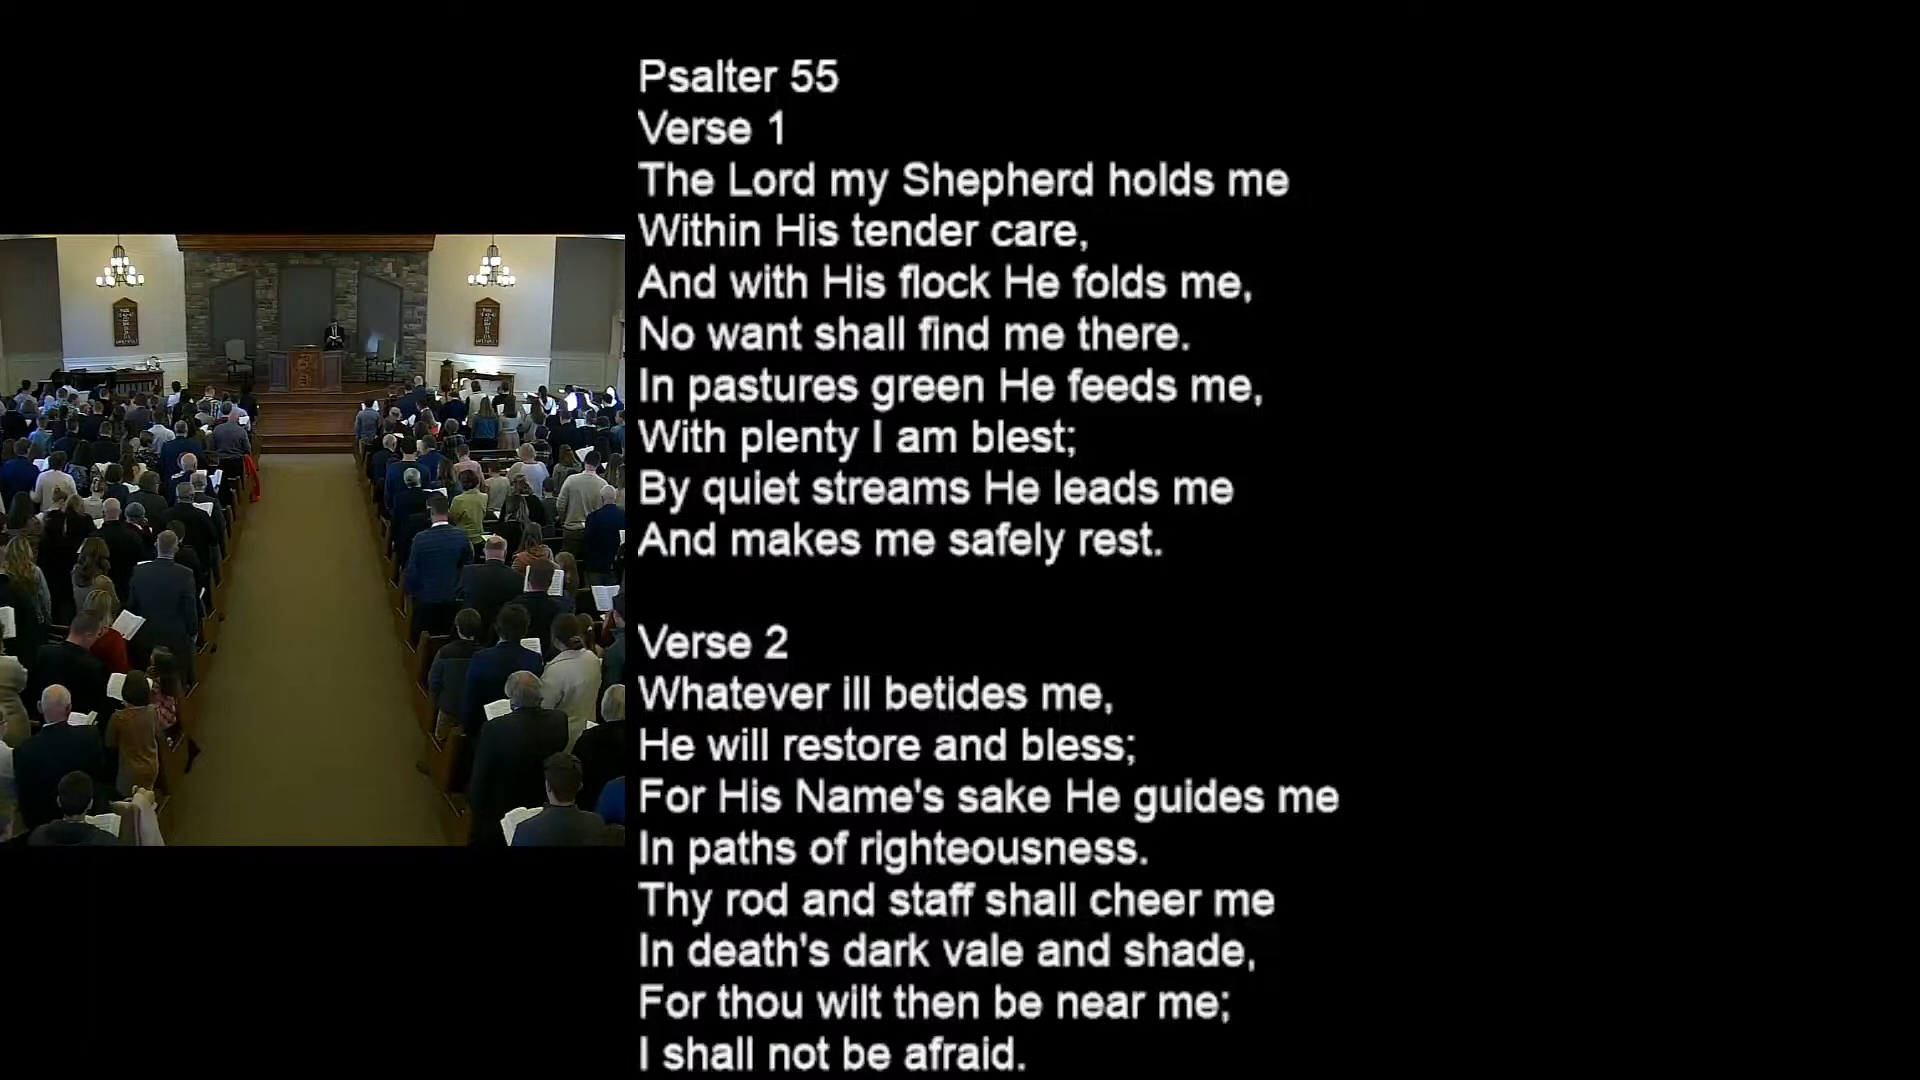 Psalter 55
Verse 1
The Lord my Shepherd holds me
Within His tender care,
And with His flock He folds me,
No want shall find me there.
In pastures green He feeds me,
With plenty I am blest;
By quiet streams He leads me
And makes me safely rest.
Verse 2
Whatever ill betides me,
He will restore and bless;
For His Name's sake He guides me
In paths of righteousness.
Thy rod and staff shall cheer me
In death's dark vale and shade,
For thou wilt then be near me;
I shall not be afraid.